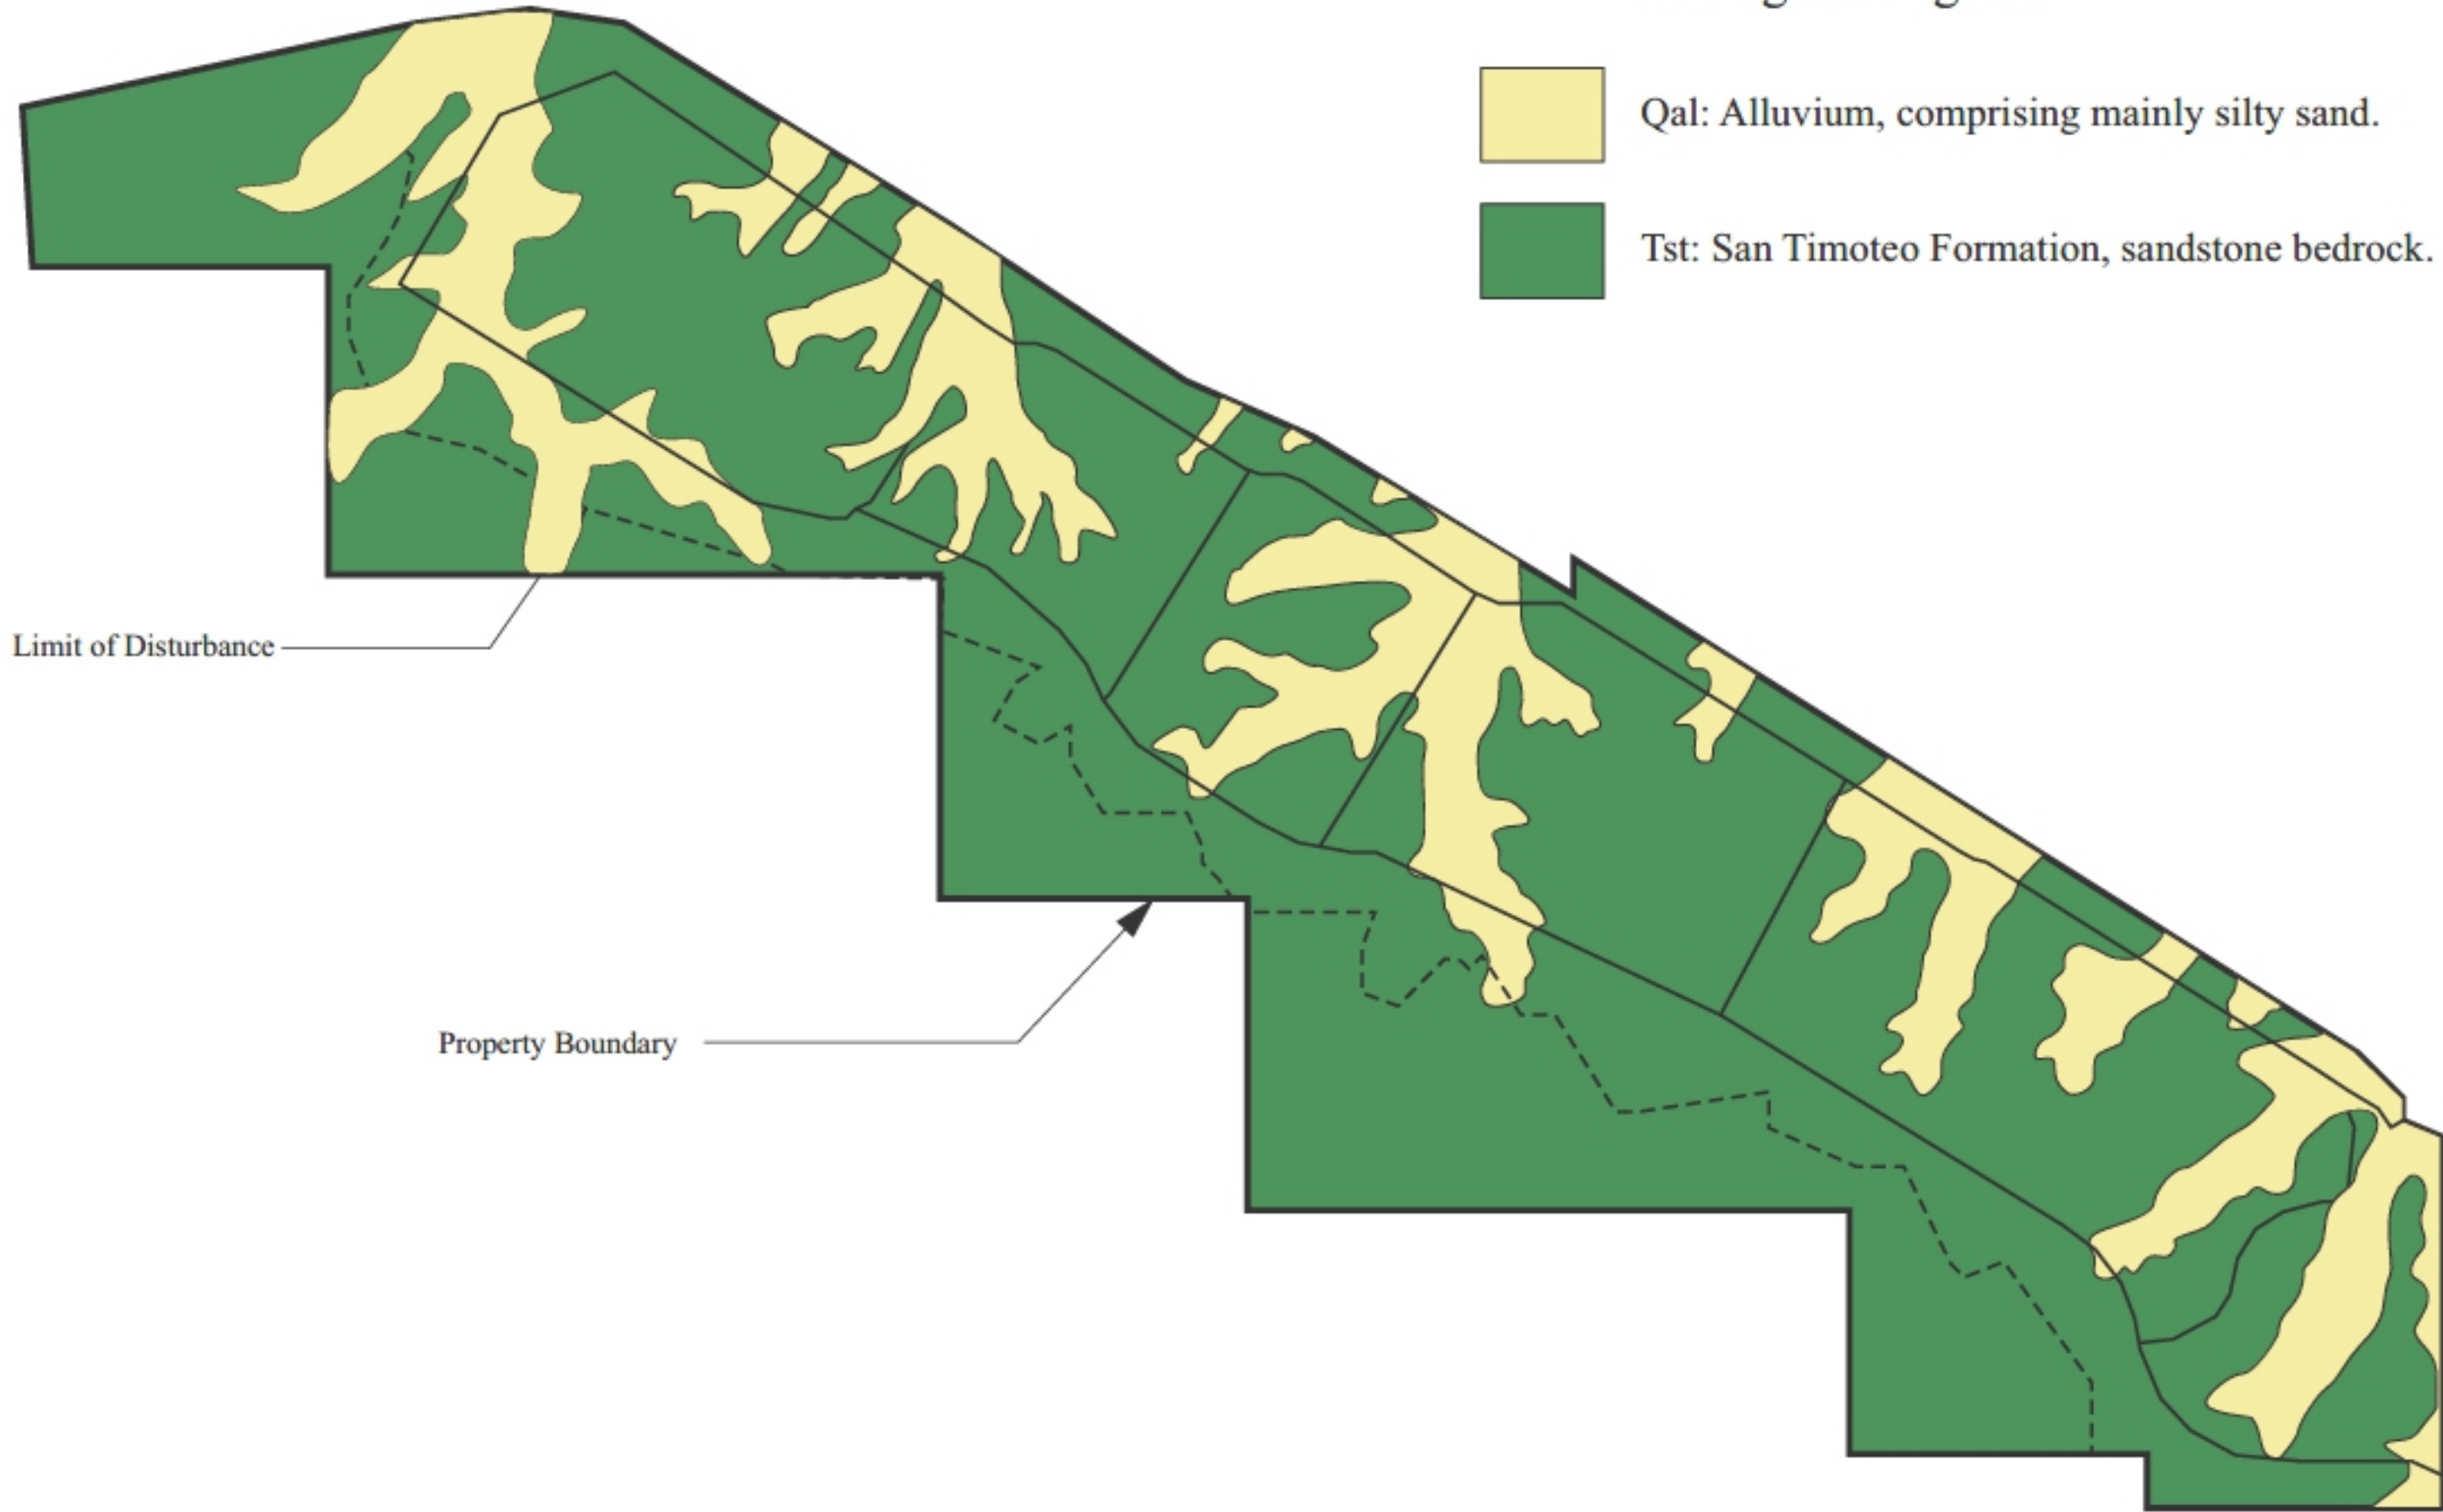 Qal: Alluvium, comprising mainly silty sand.
Tst: San Timoteo Formation, sandstone bedrock.
Limit of Disturbance
Property Boundary